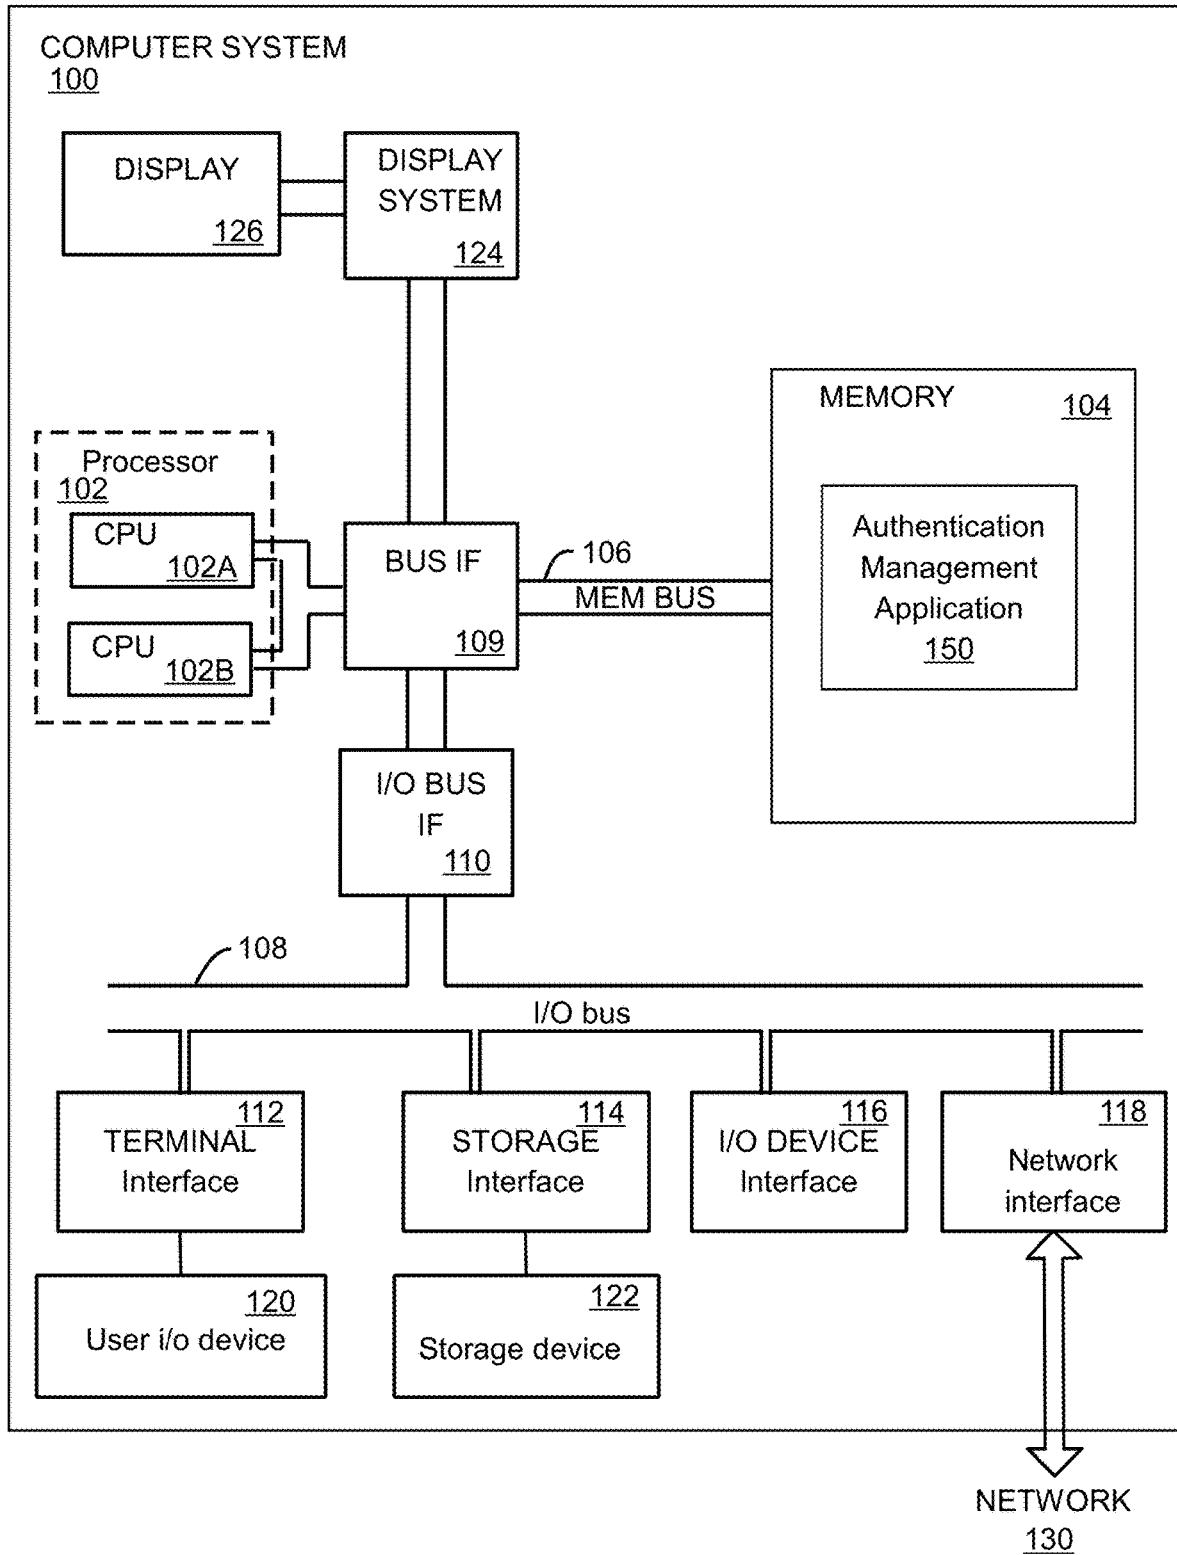 COMPUTER SYSTEM
100
DISPLAY
126
DISPLAY
SYSTEM
124
Processor
102
CPU
102A
CPU
102B
BUS IF
109
106
MEM BUS
MEMORY
104
Authentication
Management
Application
150
I/O BUS
IF
110
108
I/O bus
112
TERMINAL
Interface
114
STORAGE
Interface
116
I/O DEVICE
Interface
118
Network
interface
120
User i/o device
122
Storage device
NETWORK
130